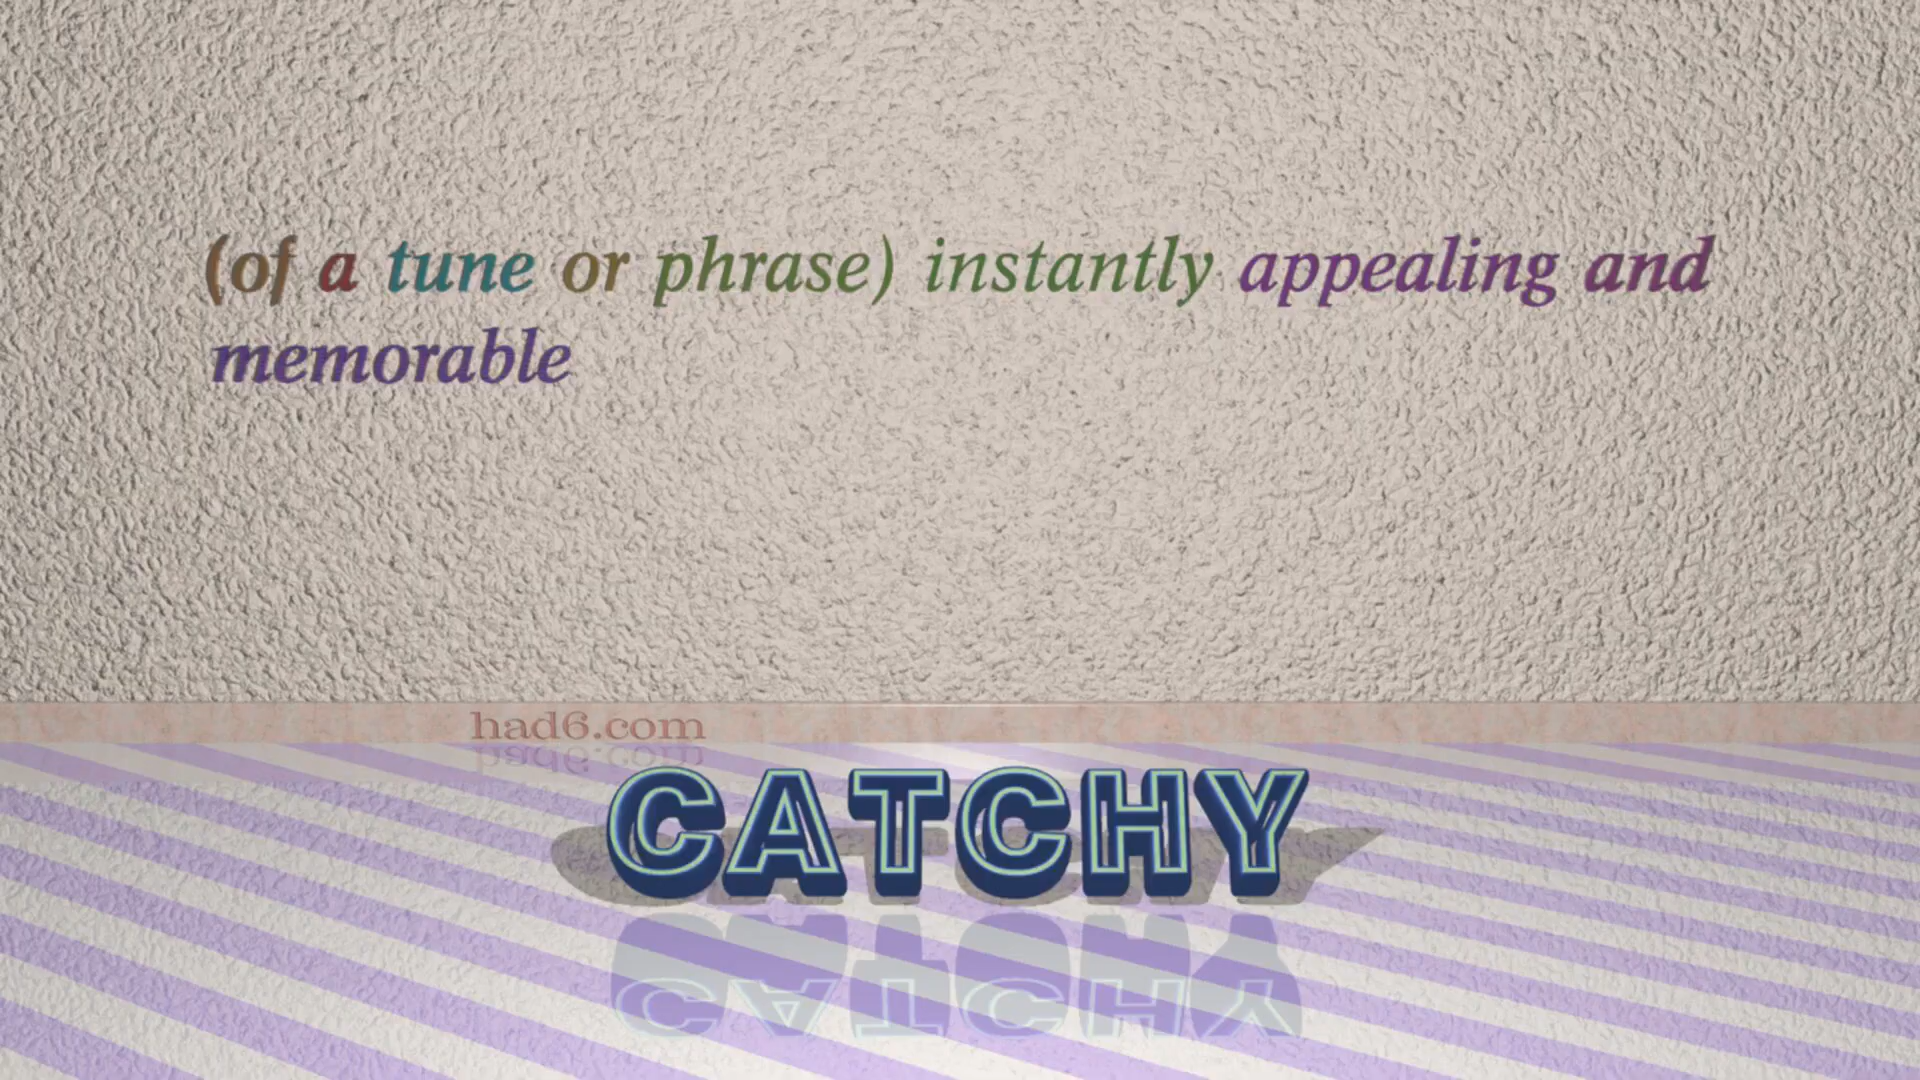 (of a tune or phrase) instantly appealing and
memorable
had6.com
CATCHY